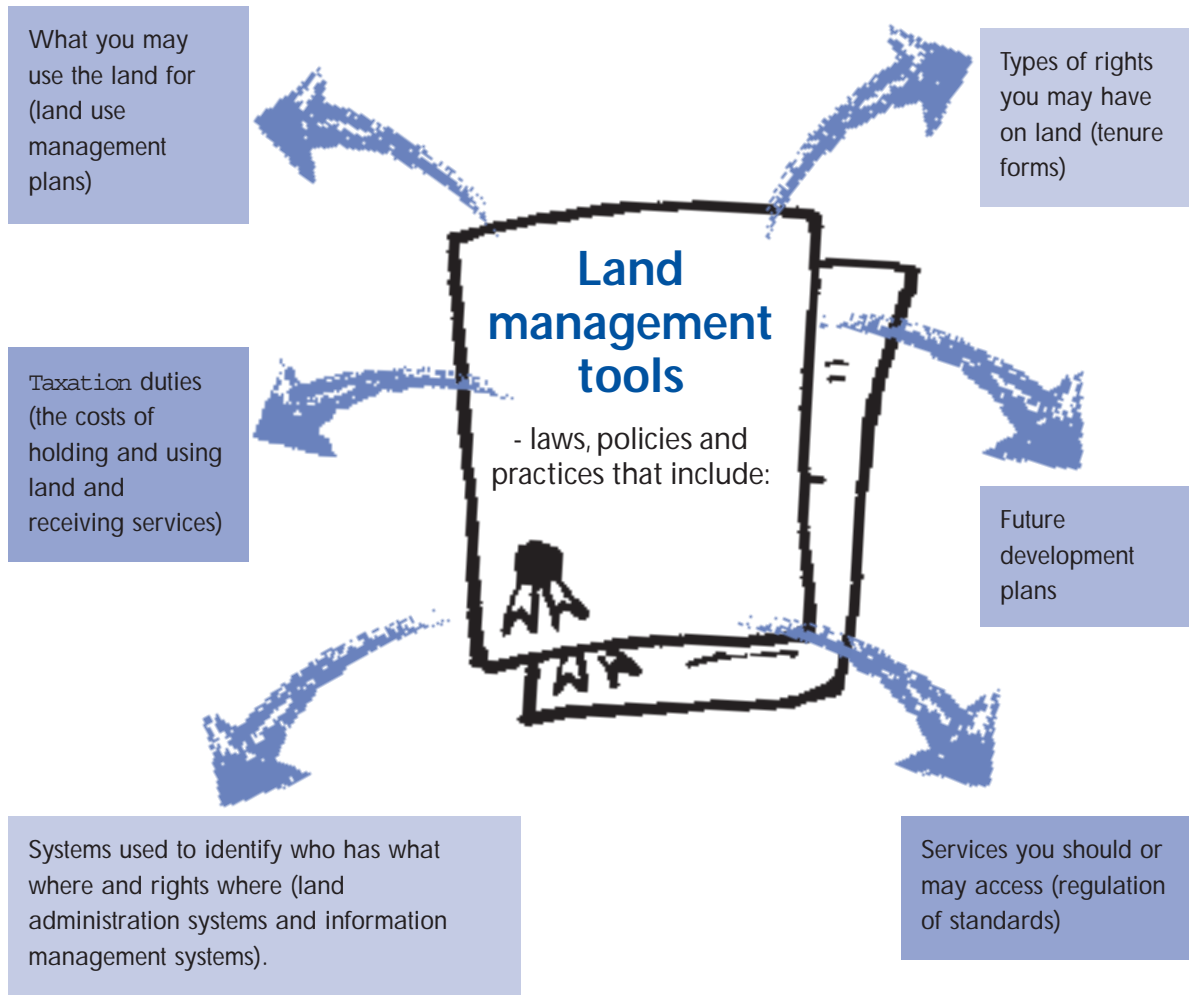 What you may
use the land for
(land use
management
plans)
Types of rights
you may have
on land (tenure
forms)
Land
management
tools
- laws, policies and
practices that include:
Taxation duties
(the costs of
holding and using
land and
receiving services)
Future
development
plans
Systems used to identify who has what
where and rights where (land
administration systems and information
management systems).
Services you should or
may access (regulation
of standards)